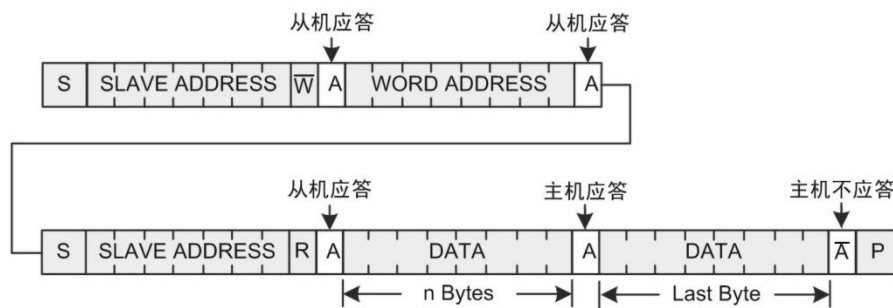 从机应答 从机应答
S SLAVE ADDRESS W̅ A WORD ADDRESS A
从机应答 主机应答 主机不应答
S SLAVE ADDRESS R A DATA A DATA A̅ P
n Bytes Last Byte